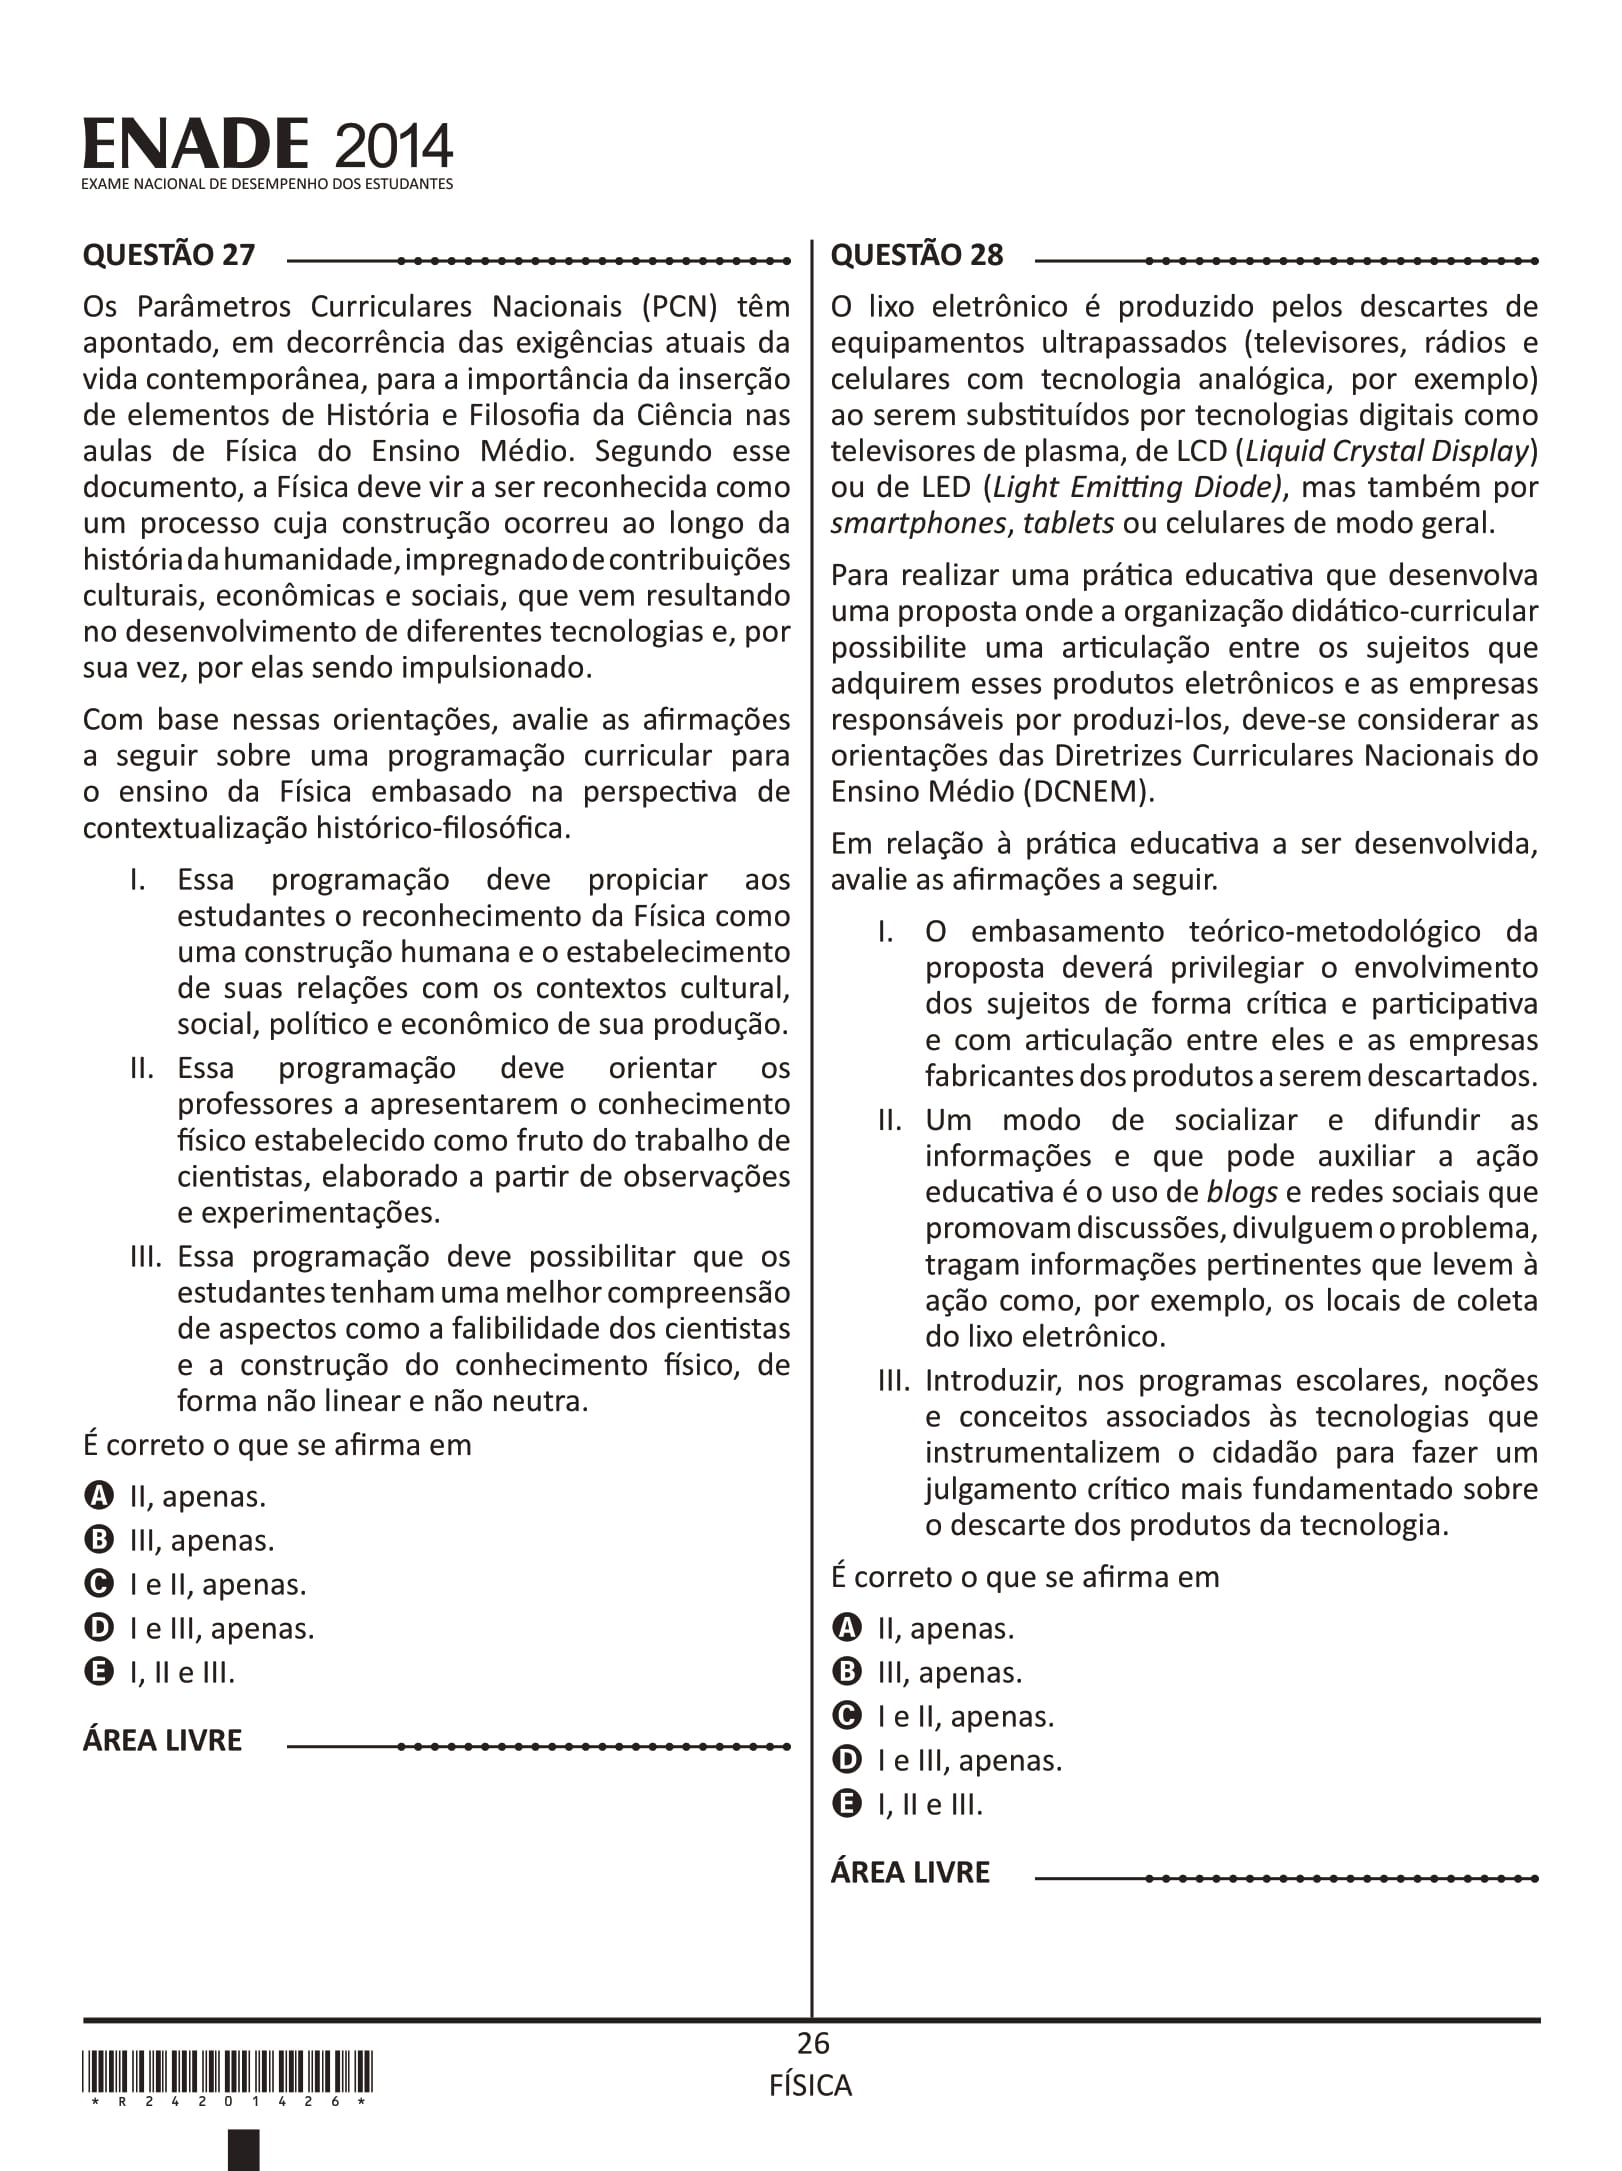 ENADE 2014
EXAME NACIONAL DE DESEMPENHO DOS ESTUDANTES
QUESTÃO 27
Os Parâmetros Curriculares Nacionais (PCN) têm
apontado, em decorrência das exigências atuais da
vida contemporânea, para a importância da inserção
de elementos de História e Filosofia da Ciência nas
aulas de Física do Ensino Médio. Segundo esse
documento, a Física deve vir a ser reconhecida como
um processo cuja construção ocorreu ao longo da
história da humanidade, impregnado de contribuições
culturais, econômicas e sociais, que vem resultando
no desenvolvimento de diferentes tecnologias e, por
sua vez, por elas sendo impulsionado.
Com base nessas orientações, avalie as afirmações
a seguir sobre uma programação curricular para
o ensino da Física embasado na perspectiva de
contextualização histórico-filosófica.
I. Essa programação deve propiciar aos
estudantes o reconhecimento da Física como
uma construção humana e o estabelecimento
de suas relações com os contextos cultural,
social, político e econômico de sua produção.
II. Essa programação deve orientar os
professores a apresentarem o conhecimento
físico estabelecido como fruto do trabalho de
cientistas, elaborado a partir de observações
e experimentações.
III. Essa programação deve possibilitar que os
estudantes tenham uma melhor compreensão
de aspectos como a falibilidade dos cientistas
e a construção do conhecimento físico, de
forma não linear e não neutra.
É correto o que se afirma em
A II, apenas.
B III, apenas.
C I e II, apenas.
D I e III, apenas.
E I, II e III.
ÁREA LIVRE
QUESTÃO 28
O lixo eletrônico é produzido pelos descartes de
equipamentos ultrapassados (televisores, rádios e
celulares com tecnologia analógica, por exemplo)
ao serem substituídos por tecnologias digitais como
televisores de plasma, de LCD (Liquid Crystal Display)
ou de LED (Light Emitting Diode), mas também por
smartphones, tablets ou celulares de modo geral.
Para realizar uma prática educativa que desenvolva
uma proposta onde a organização didático-curricular
possibilite uma articulação entre os sujeitos que
adquirem esses produtos eletrônicos e as empresas
responsáveis por produzi-los, deve-se considerar as
orientações das Diretrizes Curriculares Nacionais do
Ensino Médio (DCNEM).
Em relação à prática educativa a ser desenvolvida,
avalie as afirmações a seguir.
I. O embasamento teórico-metodológico da
proposta deverá privilegiar o envolvimento
dos sujeitos de forma crítica e participativa
e com articulação entre eles e as empresas
fabricantes dos produtos a serem descartados.
II. Um modo de socializar e difundir as
informações e que pode auxiliar a ação
educativa é o uso de blogs e redes sociais que
promovam discussões, divulguem o problema,
tragam informações pertinentes que levem à
ação como, por exemplo, os locais de coleta
do lixo eletrônico.
III. Introduzir, nos programas escolares, noções
e conceitos associados às tecnologias que
instrumentalizem o cidadão para fazer um
julgamento crítico mais fundamentado sobre
o descarte dos produtos da tecnologia.
É correto o que se afirma em
A II, apenas.
B III, apenas.
C I e II, apenas.
D I e III, apenas.
E I, II e III.
ÁREA LIVRE
26
FÍSICA
* R 2 4 2 0 1 4 2 6 *